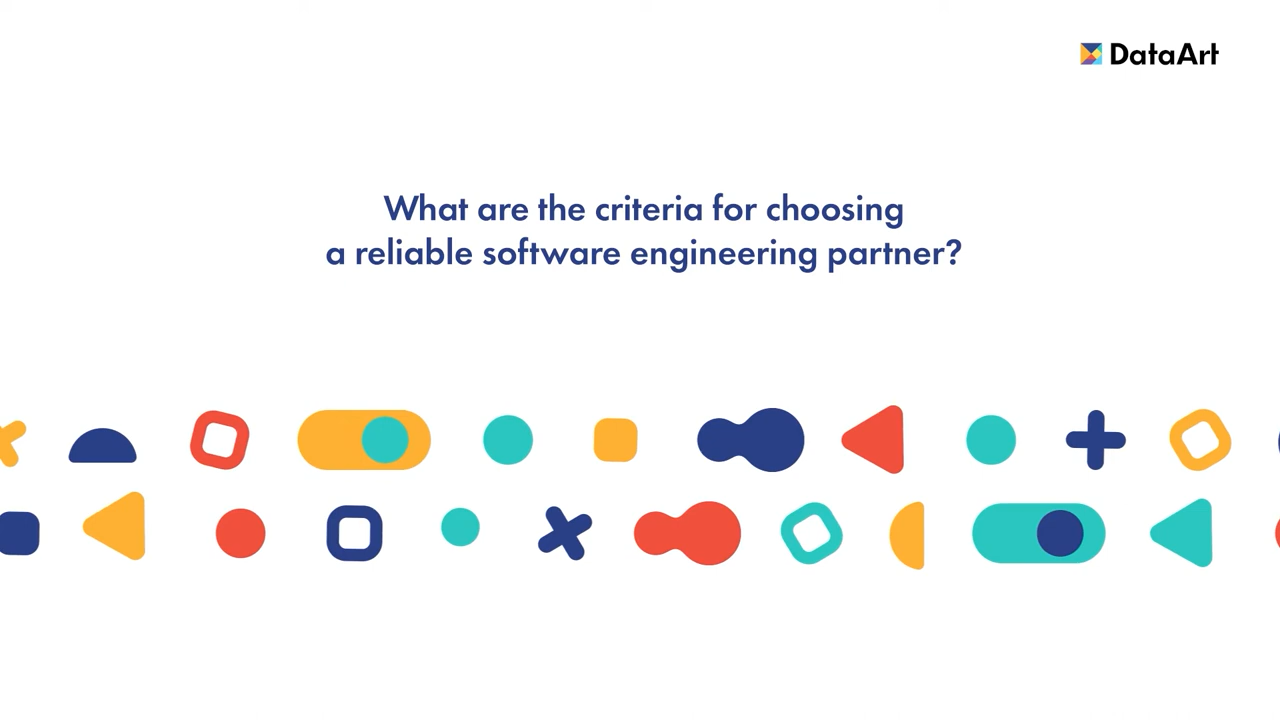 DataArt
What are the criteria for choosing
a reliable software engineering partner?